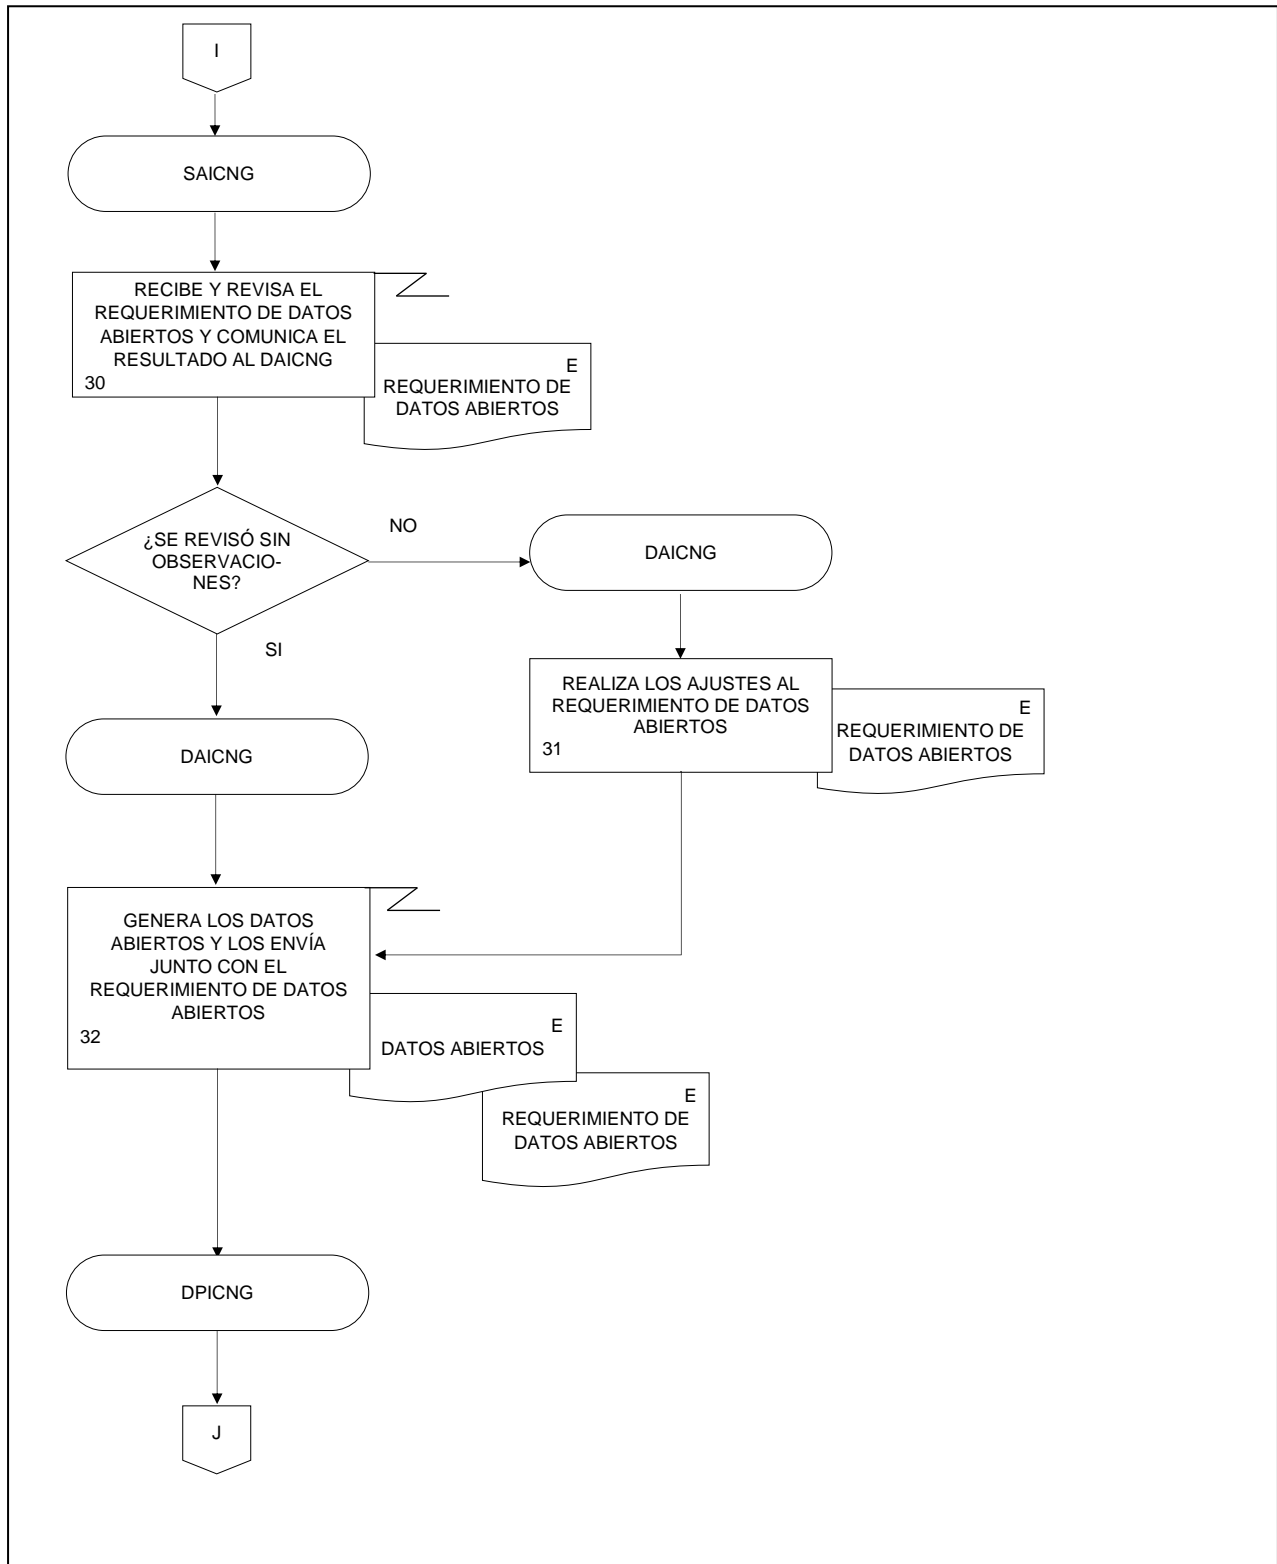 I
SAICNG
RECIBE Y REVISA EL
REQUERIMIENTO DE DATOS
ABIERTOS Y COMUNICA EL
RESULTADO AL DAICNG
30
E
REQUERIMIENTO DE
DATOS ABIERTOS
¿SE REVISÓ SIN
OBSERVACIO-
NES?
NO
SI
DAICNG
REALIZA LOS AJUSTES AL
REQUERIMIENTO DE DATOS
ABIERTOS
31
E
REQUERIMIENTO DE
DATOS ABIERTOS
DAICNG
GENERA LOS DATOS
ABIERTOS Y LOS ENVÍA
JUNTO CON EL
REQUERIMIENTO DE DATOS
ABIERTOS
32
E
DATOS ABIERTOS
E
REQUERIMIENTO DE
DATOS ABIERTOS
DPICNG
J